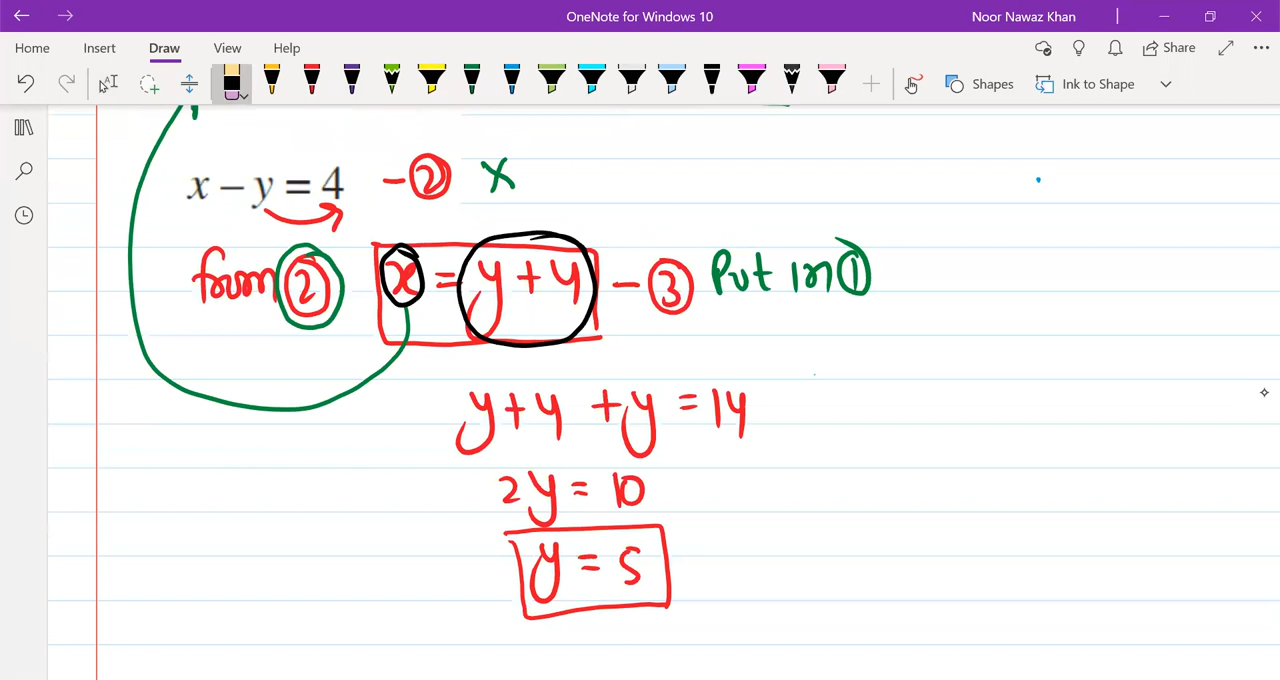 OneNote for Windows 10
Noor Nawaz Khan
Home Insert Draw View Help
Share
Shapes
Ink to Shape
x – y = 4 – ② x
from ② x = y + 4 – ③ Put in ①
y + 4 + y = 14
2y = 10
y = 5